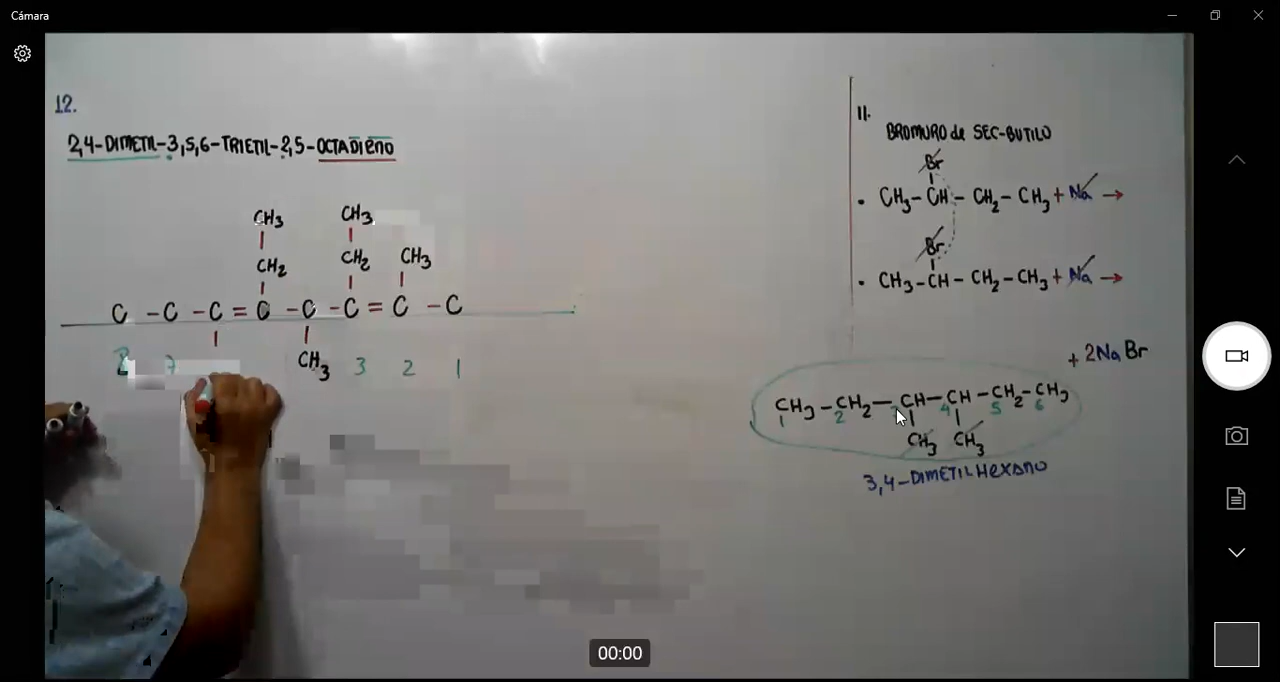 Cámara
12.
2,4-DIMETIL-3,5,6-TRIETIL-2,5-OCTADIENO
CH3 CH3
CH2 CH2 CH3
C - C - C = C - C - C = C - C
CH3
8 7 3 2 1
11.
BROMURO de SEC-BUTILO
Br
• CH3 - CH - CH2 - CH3 + Na →
Br
• CH3 - CH - CH2 - CH3 + Na →
+ 2NaBr
CH3 - CH2 - CH - CH - CH2 - CH3
1 2 3 4 5 6
CH3 CH3
3,4-DIMETILHEXANO
00:00